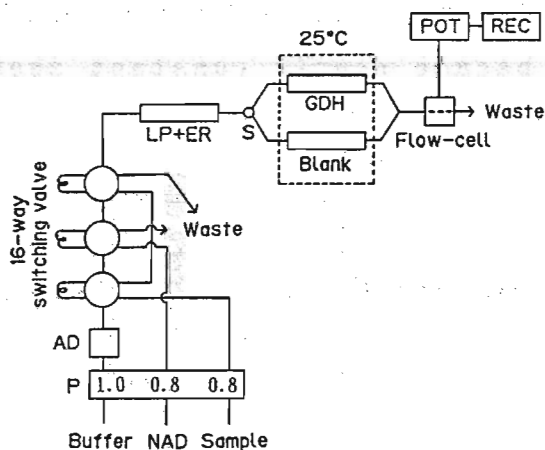 POT REC
25°C
GDH
Waste
LP+ER
S
Flow-cell
Blank
16-way
switching valve
Waste
AD
P 1.0 0.8 0.8
Buffer NAD Sample